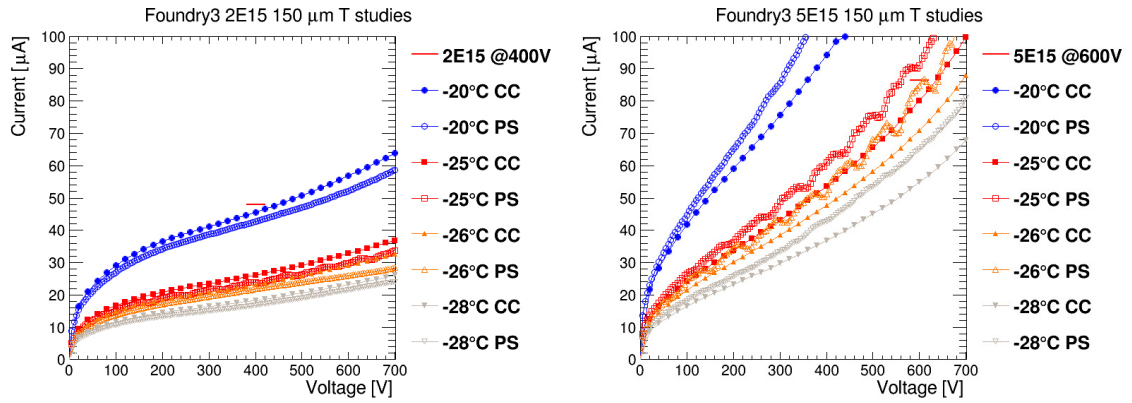 Foundry3 2E15 150 μm T studies
Current [μA]
100
90
80
70
60
50
40
30
20
10
0
0 100 200 300 400 500 600 700
Voltage [V]
2E15 @400V
-20°C CC
-20°C PS
-25°C CC
-25°C PS
-26°C CC
-26°C PS
-28°C CC
-28°C PS
Foundry3 5E15 150 μm T studies
Current [μA]
100
90
80
70
60
50
40
30
20
10
0
0 100 200 300 400 500 600 700
Voltage [V]
5E15 @600V
-20°C CC
-20°C PS
-25°C CC
-25°C PS
-26°C CC
-26°C PS
-28°C CC
-28°C PS